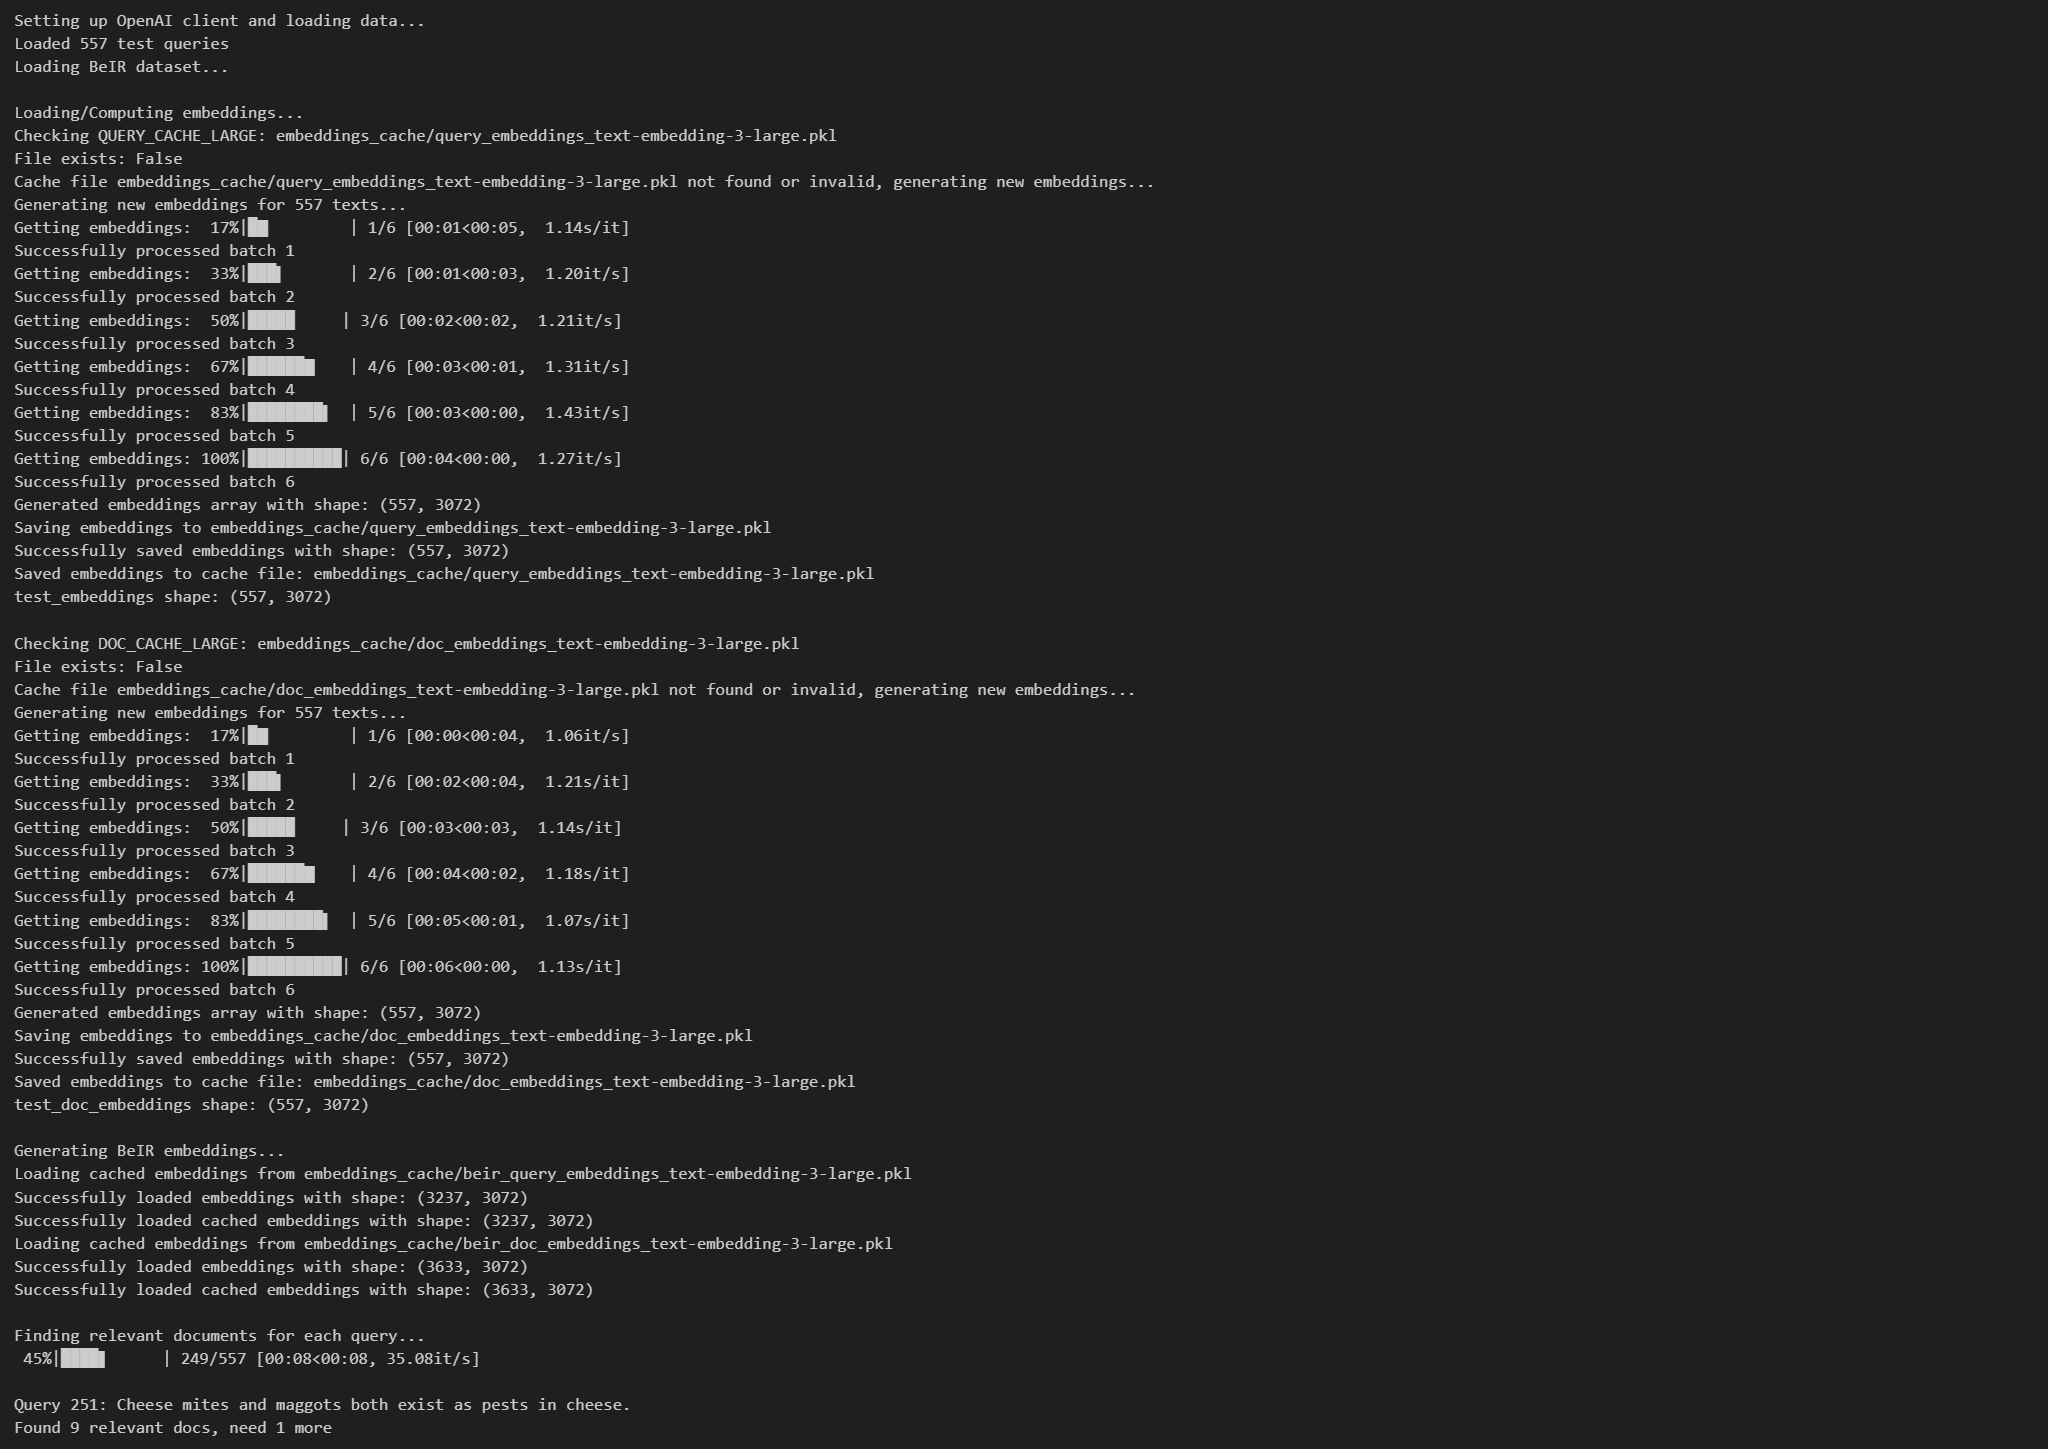 Setting up OpenAI client and loading data...
Loaded 557 test queries
Loading BeIR dataset...
Loading/Computing embeddings...
Checking QUERY_CACHE_LARGE: embeddings_cache/query_embeddings_text-embedding-3-large.pkl
File exists: False
Cache file embeddings_cache/query_embeddings_text-embedding-3-large.pkl not found or invalid, generating new embeddings...
Generating new embeddings for 557 texts...
Getting embeddings:  17%|█▋        | 1/6 [00:01<00:05,  1.14s/it]
Successfully processed batch 1
Getting embeddings:  33%|███▎      | 2/6 [00:01<00:03,  1.20it/s]
Successfully processed batch 2
Getting embeddings:  50%|█████     | 3/6 [00:02<00:02,  1.21it/s]
Successfully processed batch 3
Getting embeddings:  67%|██████▋   | 4/6 [00:03<00:01,  1.31it/s]
Successfully processed batch 4
Getting embeddings:  83%|████████▎ | 5/6 [00:03<00:00,  1.43it/s]
Successfully processed batch 5
Getting embeddings: 100%|██████████| 6/6 [00:04<00:00,  1.27it/s]
Successfully processed batch 6
Generated embeddings array with shape: (557, 3072)
Saving embeddings to embeddings_cache/query_embeddings_text-embedding-3-large.pkl
Successfully saved embeddings with shape: (557, 3072)
Saved embeddings to cache file: embeddings_cache/query_embeddings_text-embedding-3-large.pkl
test_embeddings shape: (557, 3072)
Checking DOC_CACHE_LARGE: embeddings_cache/doc_embeddings_text-embedding-3-large.pkl
File exists: False
Cache file embeddings_cache/doc_embeddings_text-embedding-3-large.pkl not found or invalid, generating new embeddings...
Generating new embeddings for 557 texts...
Getting embeddings:  17%|█▋        | 1/6 [00:00<00:04,  1.06it/s]
Successfully processed batch 1
Getting embeddings:  33%|███▎      | 2/6 [00:02<00:04,  1.21s/it]
Successfully processed batch 2
Getting embeddings:  50%|█████     | 3/6 [00:03<00:03,  1.14s/it]
Successfully processed batch 3
Getting embeddings:  67%|██████▋   | 4/6 [00:04<00:02,  1.18s/it]
Successfully processed batch 4
Getting embeddings:  83%|████████▎ | 5/6 [00:05<00:01,  1.07s/it]
Successfully processed batch 5
Getting embeddings: 100%|██████████| 6/6 [00:06<00:00,  1.13s/it]
Successfully processed batch 6
Generated embeddings array with shape: (557, 3072)
Saving embeddings to embeddings_cache/doc_embeddings_text-embedding-3-large.pkl
Successfully saved embeddings with shape: (557, 3072)
Saved embeddings to cache file: embeddings_cache/doc_embeddings_text-embedding-3-large.pkl
test_doc_embeddings shape: (557, 3072)
Generating BeIR embeddings...
Loading cached embeddings from embeddings_cache/beir_query_embeddings_text-embedding-3-large.pkl
Successfully loaded embeddings with shape: (3237, 3072)
Successfully loaded cached embeddings with shape: (3237, 3072)
Loading cached embeddings from embeddings_cache/beir_doc_embeddings_text-embedding-3-large.pkl
Successfully loaded embeddings with shape: (3633, 3072)
Successfully loaded cached embeddings with shape: (3633, 3072)
Finding relevant documents for each query...
45%|████▍     | 249/557 [00:08<00:08, 35.08it/s]
Query 251: Cheese mites and maggots both exist as pests in cheese.
Found 9 relevant docs, need 1 more